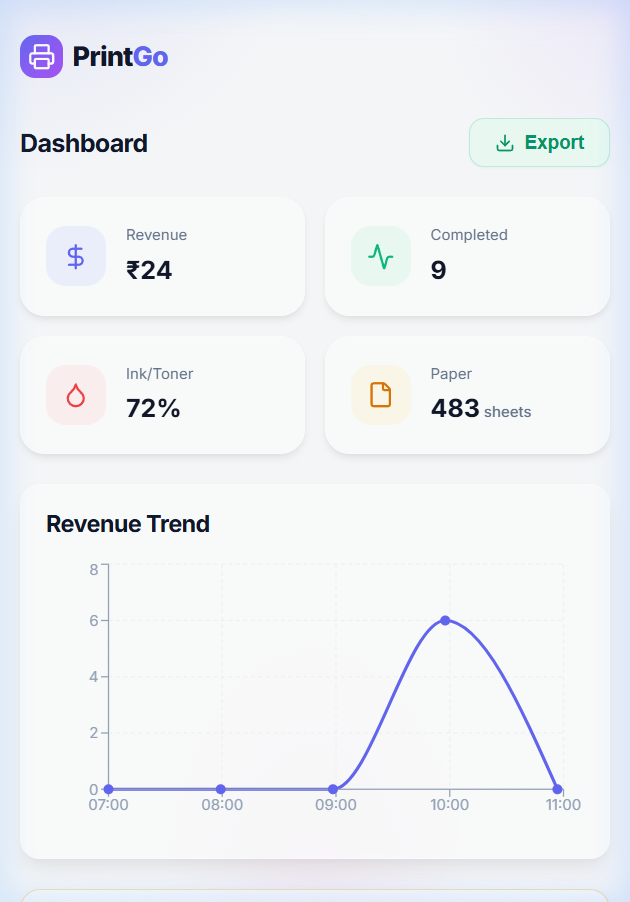 PrintGo
Dashboard
Export
Revenue
₹24
Completed
9
Ink/Toner
72%
Paper
483 sheets
Revenue Trend
8
6
4
2
0
07:00 08:00 09:00 10:00 11:00